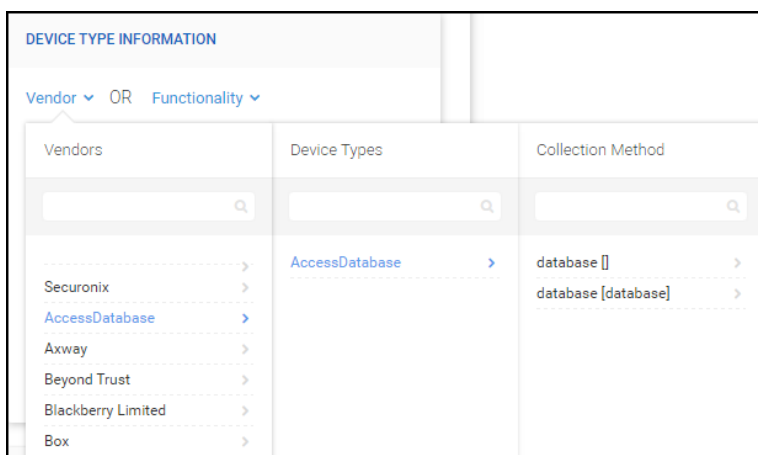 DEVICE TYPE INFORMATION
Vendor OR Functionality
Vendors
Device Types
Collection Method
Securonix
AccessDatabase
Axway
Beyond Trust
Blackberry Limited
Box
AccessDatabase
database []
database [database]